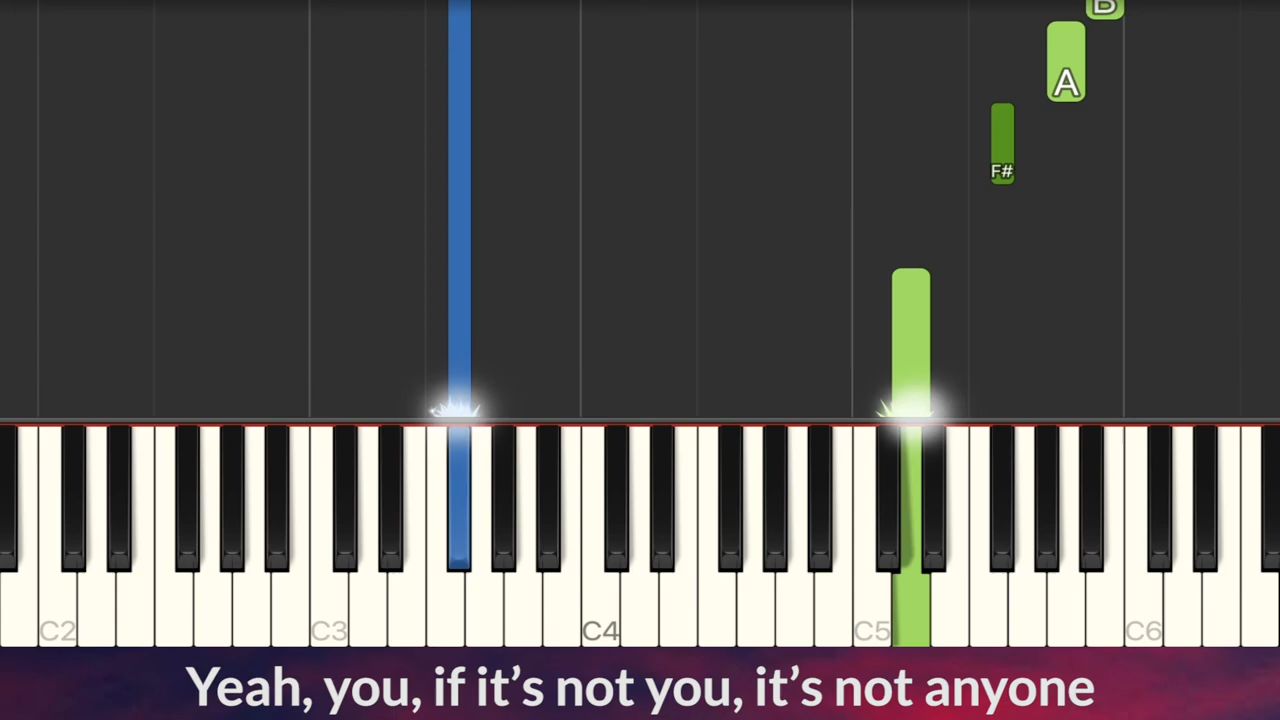 B
A
F#
C2 C3 C4 C5 C6
Yeah, you, if it’s not you, it’s not anyone